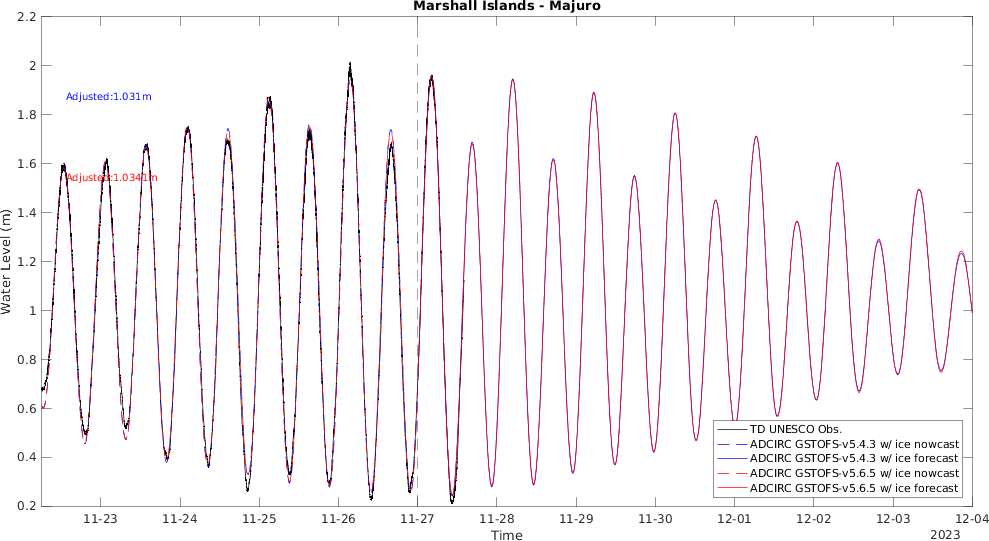 Marshall Islands - Majuro
2.2
2
1.8
1.6
1.4
1.2
1
0.8
0.6
0.4
0.2
Water Level (m)
Adjusted:1.031m
Adjusted:1.0341m
TD UNESCO Obs.
ADCIRC GSTOFS-v5.4.3 w/ ice nowcast
ADCIRC GSTOFS-v5.4.3 w/ ice forecast
ADCIRC GSTOFS-v5.6.5 w/ ice nowcast
ADCIRC GSTOFS-v5.6.5 w/ ice forecast
11-23 11-24 11-25 11-26 11-27 11-28 11-29 11-30 12-01 12-02 12-03 12-04
Time
2023